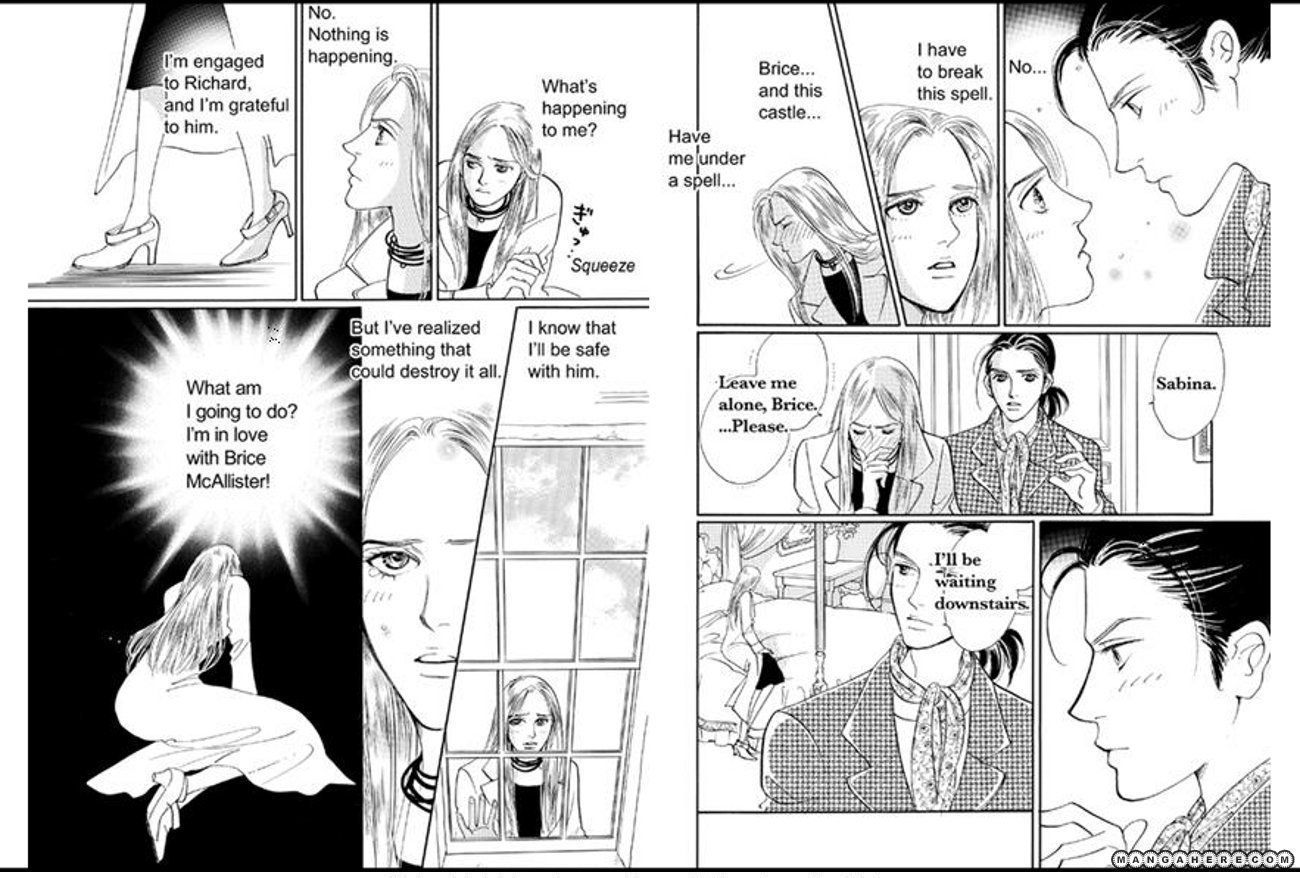 No...
I have
to break
this spell.
Brice...
and this
castle...
Have
me under
a spell...
Sabina.
Leave me
alone, Brice.
...Please.
I'll be
waiting
downstairs.
What's
happening
to me?
ぎゅっ...
Squeeze
No.
Nothing is
happening.
I'm engaged
to Richard,
and I'm grateful
to him.
I know that
I'll be safe
with him.
But I've realized
something that
could destroy it all.
What am
I going to do?
I'm in love
with Brice
McAllister!
MANGAHERE.COM